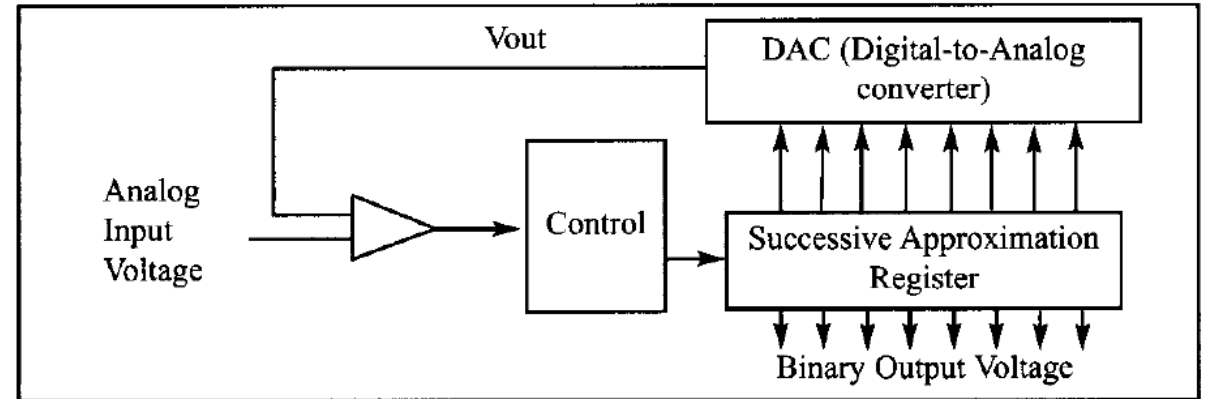 Vout
DAC (Digital-to-Analog
converter)
Analog
Input
Voltage
Control
Successive Approximation
Register
Binary Output Voltage